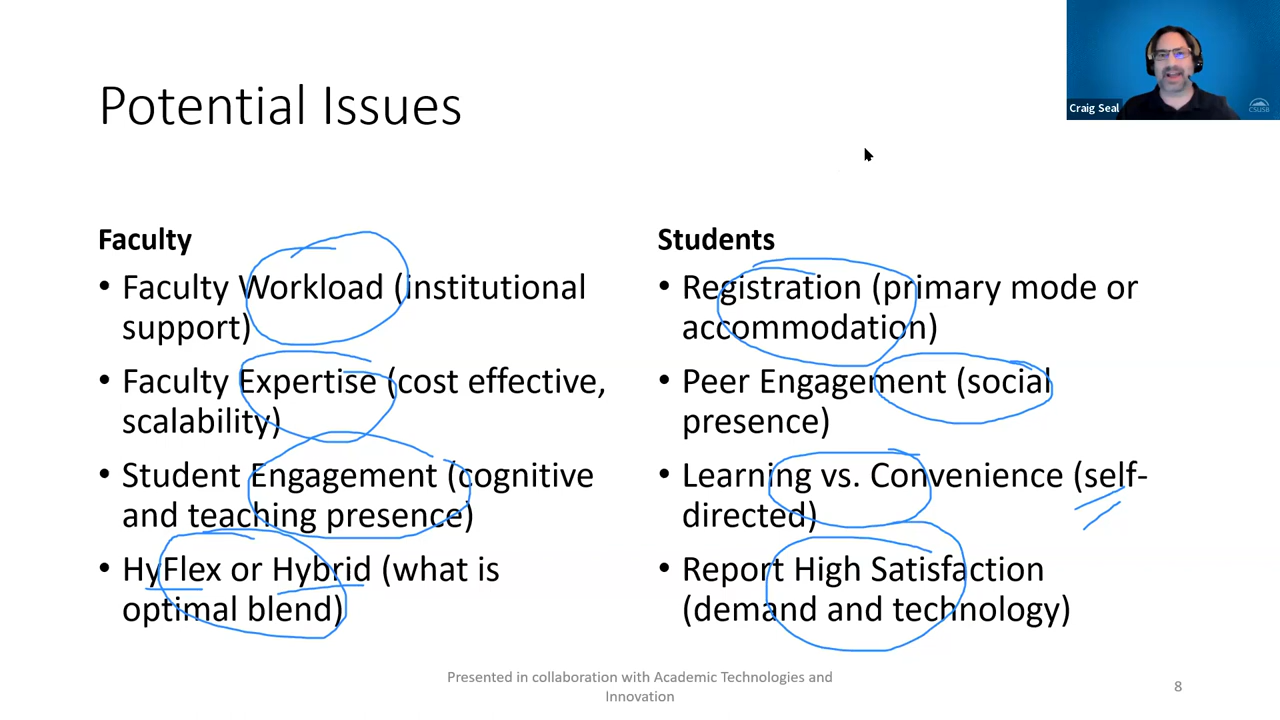 Potential Issues
Craig Seal
csusb
Faculty
• Faculty Workload (institutional
support)
• Faculty Expertise (cost effective,
scalability)
• Student Engagement (cognitive
and teaching presence)
• HyFlex or Hybrid (what is
optimal blend)
Students
• Registration (primary mode or
accommodation)
• Peer Engagement (social
presence)
• Learning vs. Convenience (self-
directed)
• Report High Satisfaction
(demand and technology)
Presented in collaboration with Academic Technologies and
Innovation
8